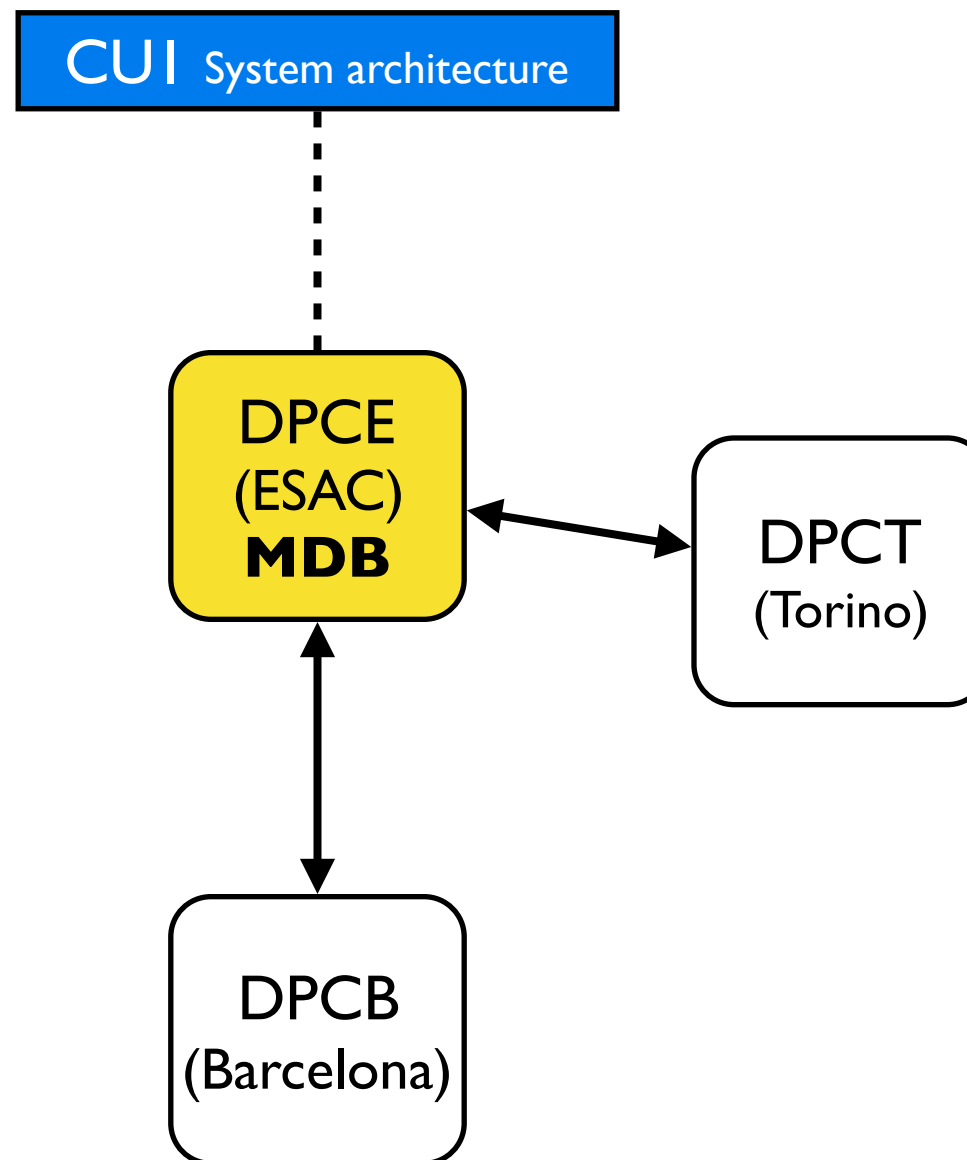 CU1 System architecture
DPCE
(ESAC)
MDB
DPCT
(Torino)
DPCB
(Barcelona)